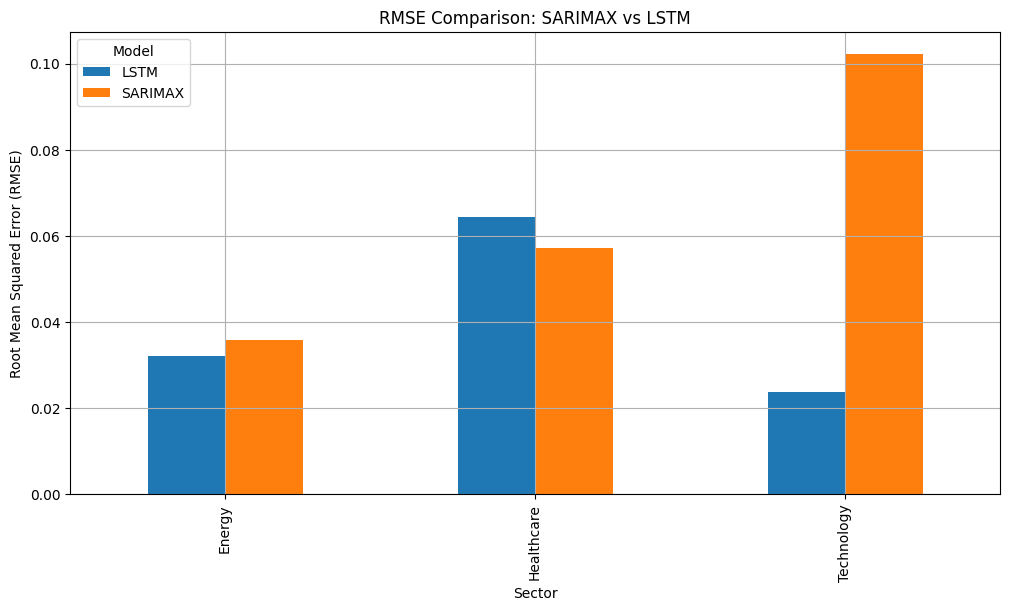 RMSE Comparison: SARIMAX vs LSTM
Model
LSTM
SARIMAX
Root Mean Squared Error (RMSE)
0.10
0.08
0.06
0.04
0.02
0.00
Energy
Healthcare
Technology
Sector